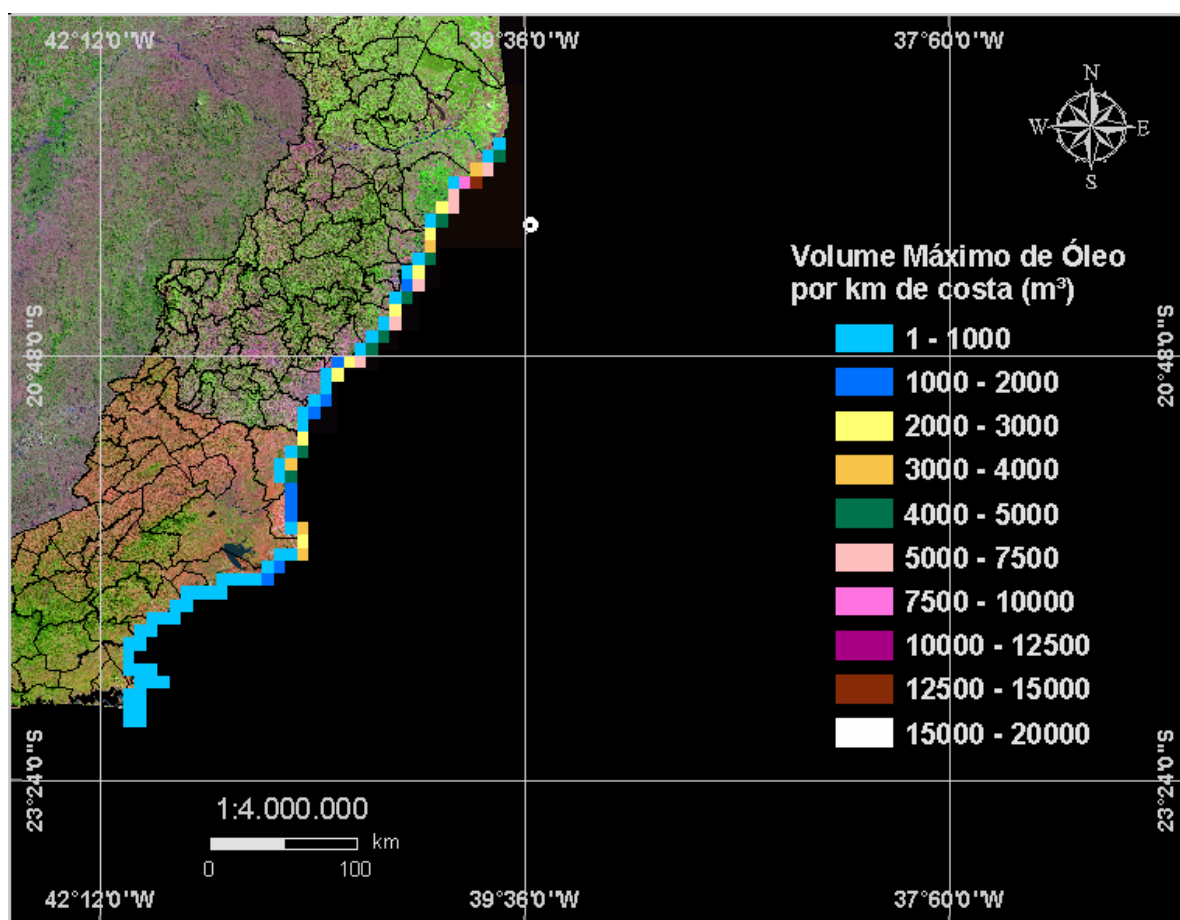 42°12'0"W 39°36'0"W 37°60'0"W
N
W E
S
Volume Máximo de Óleo
por km de costa (m³)
1 - 1000
1000 - 2000
2000 - 3000
3000 - 4000
4000 - 5000
5000 - 7500
7500 - 10000
10000 - 12500
12500 - 15000
15000 - 20000
20°48'0"S 20°48'0"S
23°24'0"S 23°24'0"S
1:4.000.000
km
0 100
42°12'0"W 39°36'0"W 37°60'0"W